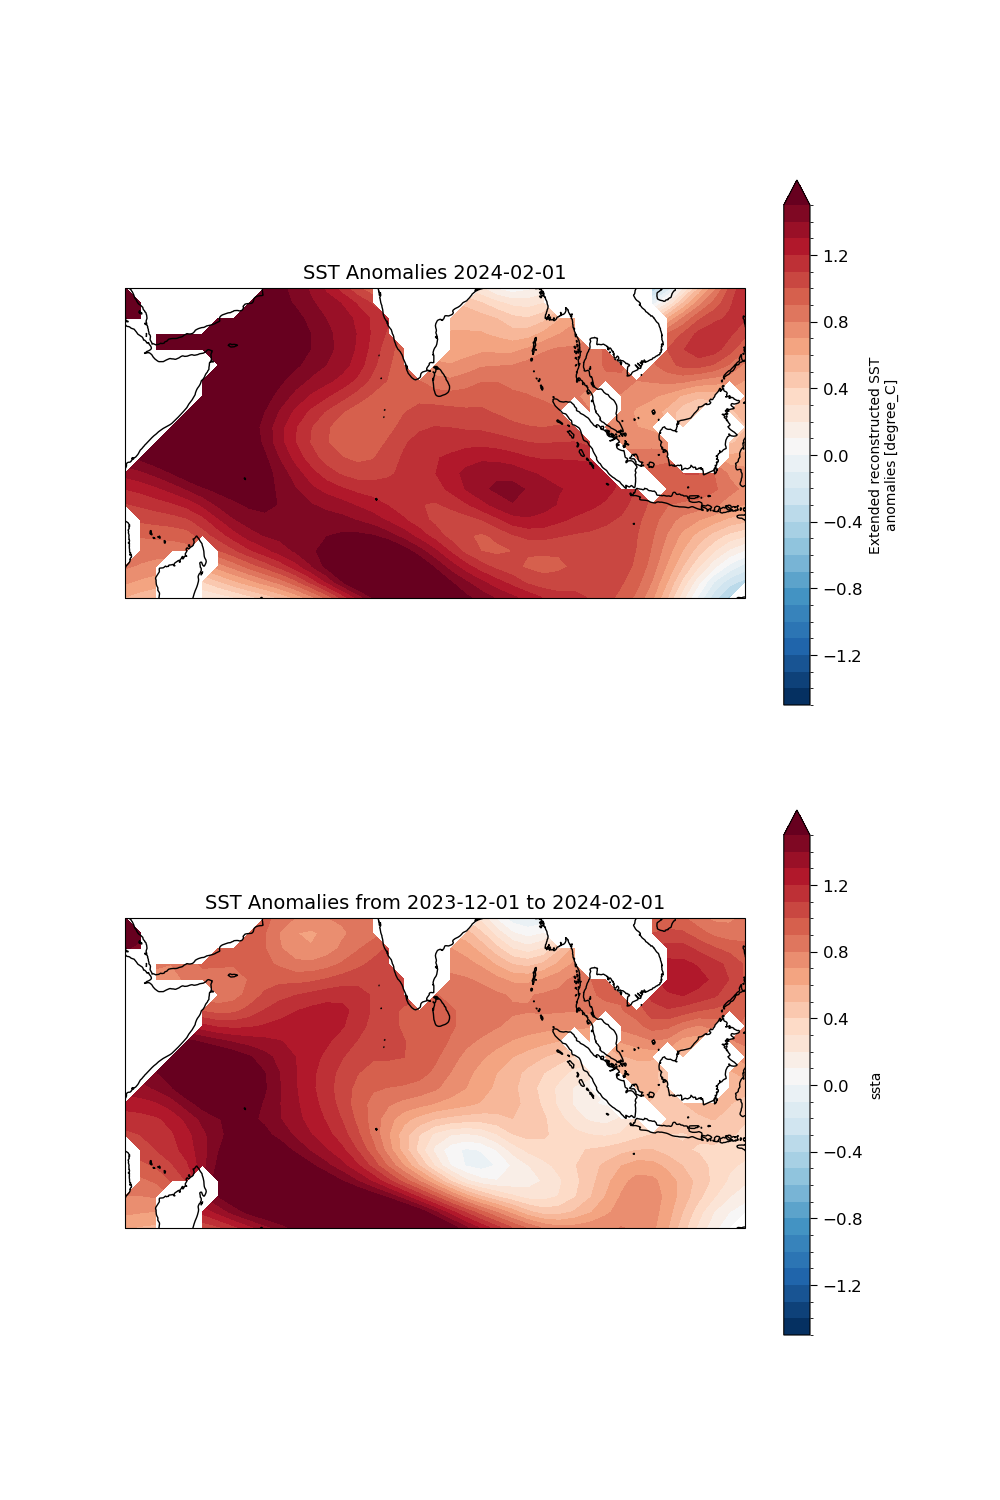 SST Anomalies 2024-02-01
1.2
0.8
0.4
0.0
−0.4
−0.8
−1.2
Extended reconstructed SST
anomalies [degree_C]
SST Anomalies from 2023-12-01 to 2024-02-01
1.2
0.8
0.4
0.0
−0.4
−0.8
−1.2
ssta